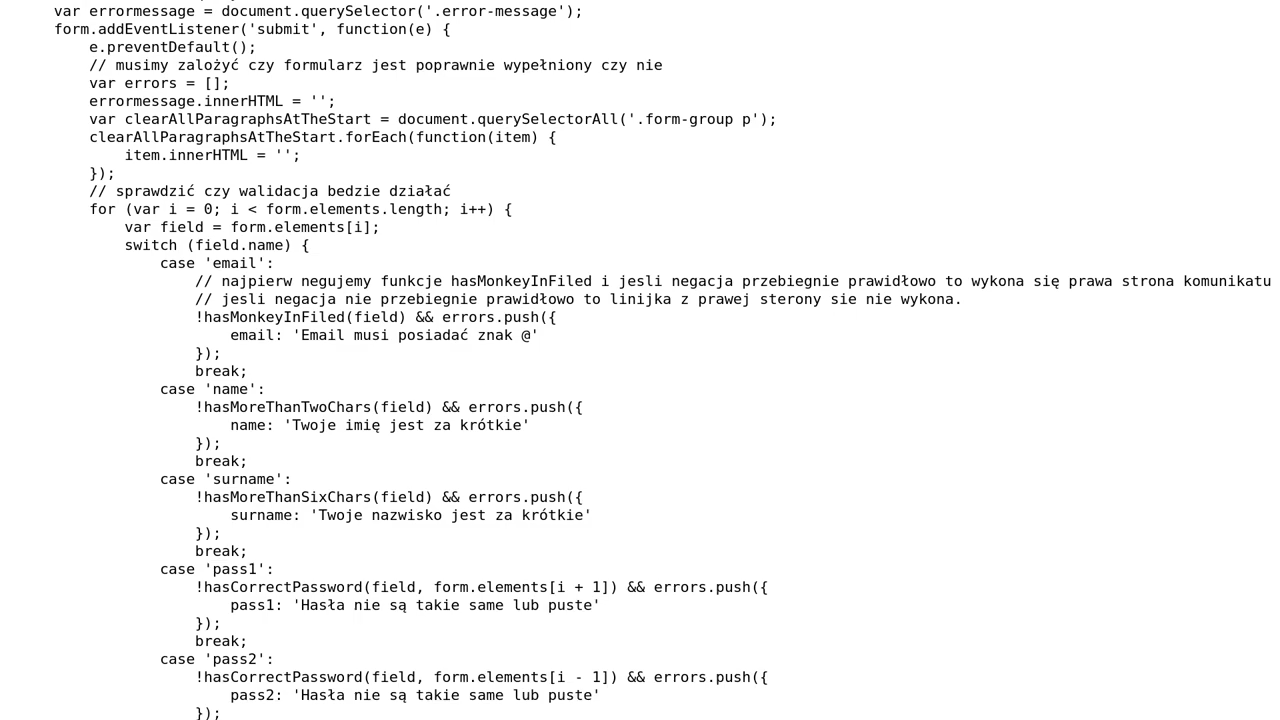 var errormessage = document.querySelector('.error-message');
form.addEventListener('submit', function(e) {
e.preventDefault();
// musimy założyć czy formularz jest poprawnie wypełniony czy nie
var errors = [];
errormessage.innerHTML = '';
var clearAllParagraphsAtTheStart = document.querySelectorAll('.form-group p');
clearAllParagraphsAtTheStart.forEach(function(item) {
item.innerHTML = '';
});
// sprawdzić czy walidacja bedzie działać
for (var i = 0; i < form.elements.length; i++) {
var field = form.elements[i];
switch (field.name) {
case 'email':
// najpierw negujemy funkcje hasMonkeyInFiled i jesli negacja przebiegnie prawidłowo to wykona się prawa strona komunikatu
// jesli negacja nie przebiegnie prawidłowo to linijka z prawej sterony sie nie wykona.
!hasMonkeyInFiled(field) && errors.push({
email: 'Email musi posiadać znak @'
});
break;
case 'name':
!hasMoreThanTwoChars(field) && errors.push({
name: 'Twoje imię jest za krótkie'
});
break;
case 'surname':
!hasMoreThanSixChars(field) && errors.push({
surname: 'Twoje nazwisko jest za krótkie'
});
break;
case 'pass1':
!hasCorrectPassword(field, form.elements[i + 1]) && errors.push({
pass1: 'Hasła nie są takie same lub puste'
});
break;
case 'pass2':
!hasCorrectPassword(field, form.elements[i - 1]) && errors.push({
pass2: 'Hasła nie są takie same lub puste'
});